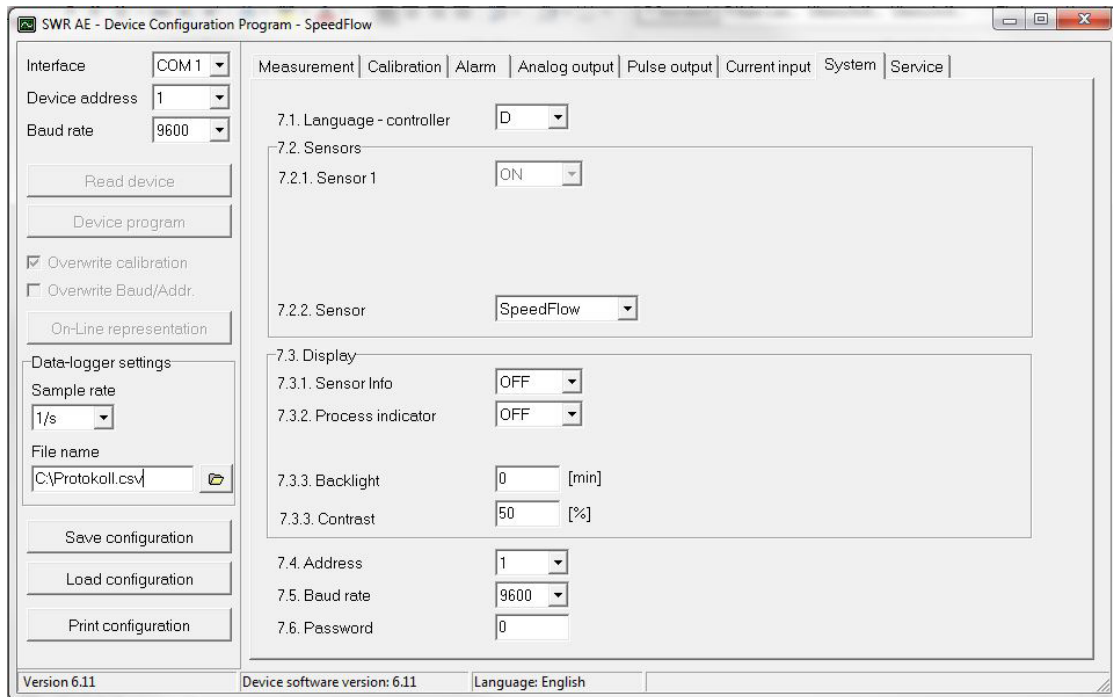 SWR AE - Device Configuration Program - SpeedFlow
Interface COM 1
Device address 1
Baud rate 9600
Read device
Device program
Overwrite calibration
Overwrite Baud/Addr.
On-Line representation
Data-logger settings
Sample rate
1/s
File name
C:\Protokoll.csv
Save configuration
Load configuration
Print configuration
Measurement Calibration Alarm Analog output Pulse output Current input System Service
7.1. Language - controller D
7.2. Sensors
7.2.1. Sensor 1 ON
7.2.2. Sensor SpeedFlow
7.3. Display
7.3.1. Sensor Info OFF
7.3.2. Process indicator OFF
7.3.3. Backlight 0 [min]
7.3.3. Contrast 50 [%]
7.4. Address 1
7.5. Baud rate 9600
7.6. Password 0
Version 6.11 Device software version: 6.11 Language: English